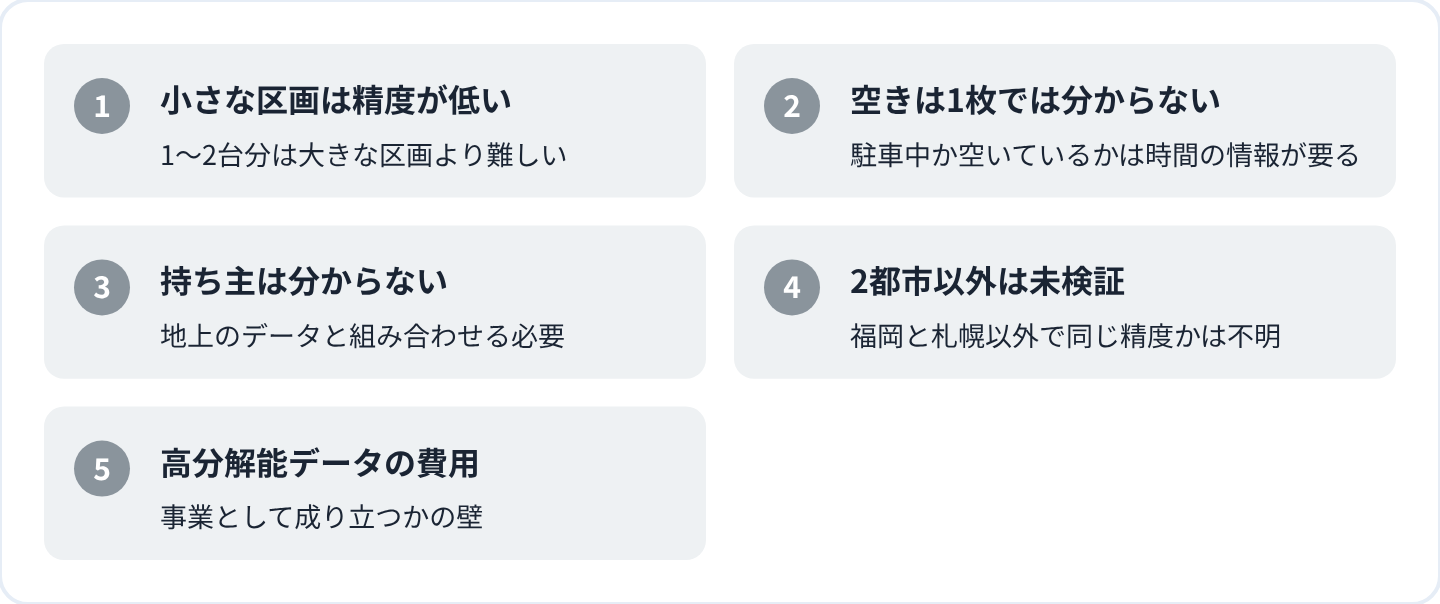 1
小さな区画は精度が低い
1〜2台分は大きな区画より難しい
2
空きは1枚では分からない
駐車中か空いているかは時間の情報が要る
3
持ち主は分からない
地上のデータと組み合わせる必要
4
2都市以外は未検証
福岡と札幌以外で同じ精度かは不明
5
高分解能データの費用
事業として成り立つかの壁